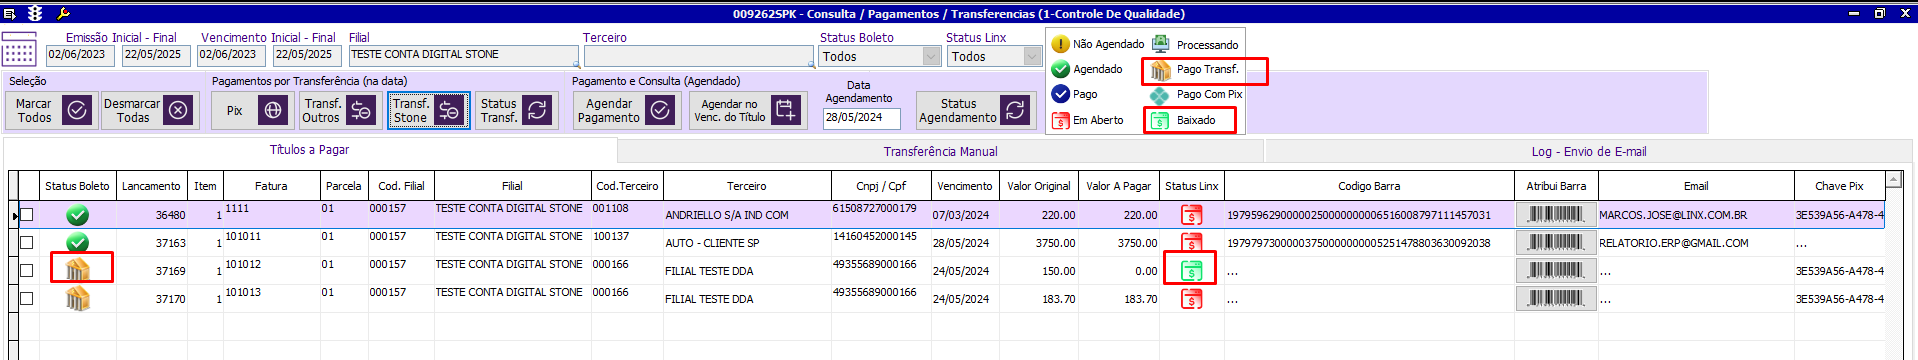 009262SPK - Consulta / Pagamentos / Transferencias (1-Controle De Qualidade)
Emissão Inicial - Final Vencimento Inicial - Final Filial Terceiro Status Boleto Status Linx
02/06/2023 22/05/2025 02/06/2023 22/05/2025 TESTE CONTA DIGITAL STONE Todos Todos
Não Agendado Processando
Agendado Pago Transf.
Pago Pago Com Pix
Em Aberto Baixado
Seleção Pagamentos por Transferência (na data) Pagamento e Consulta (Agendado)
Marcar Todos
Desmarcar Todas
Pix
Transf. Outros
Transf. Stone
Status Transf.
Agendar Pagamento
Agendar no Venc. do Título
Data Agendamento
28/05/2024
Status Agendamento
Títulos a Pagar Transferência Manual Log - Envio de E-mail
Status Boleto Lancamento Item Fatura Parcela Cod. Filial Filial Cod.Terceiro Terceiro Cnpj / Cpf Vencimento Valor Original Valor A Pagar Status Linx Codigo Barra Atribui Barra Email Chave Pix
36480 1 1111 01 000157 TESTE CONTA DIGITAL STONE 001108 ANDRIELLO S/A IND COM 61508727000179 07/03/2024 220.00 220.00 19795962900000250000000006516008797111457031 MARCOS.JOSE@LINX.COM.BR 3E539A56-A478-4
37163 1 101011 01 000157 TESTE CONTA DIGITAL STONE 100137 AUTO - CLIENTE SP 14160452000145 28/05/2024 3750.00 3750.00 19797973000003750000000005251478803630092038 RELATORIO.ERP@GMAIL.COM ...
37169 1 101012 01 000157 TESTE CONTA DIGITAL STONE 000166 FILIAL TESTE DDA 49355689000166 24/05/2024 150.00 0.00 ... ... 3E539A56-A478-4
37170 1 101013 01 000157 TESTE CONTA DIGITAL STONE 000166 FILIAL TESTE DDA 49355689000166 24/05/2024 183.70 183.70 ... ... 3E539A56-A478-4